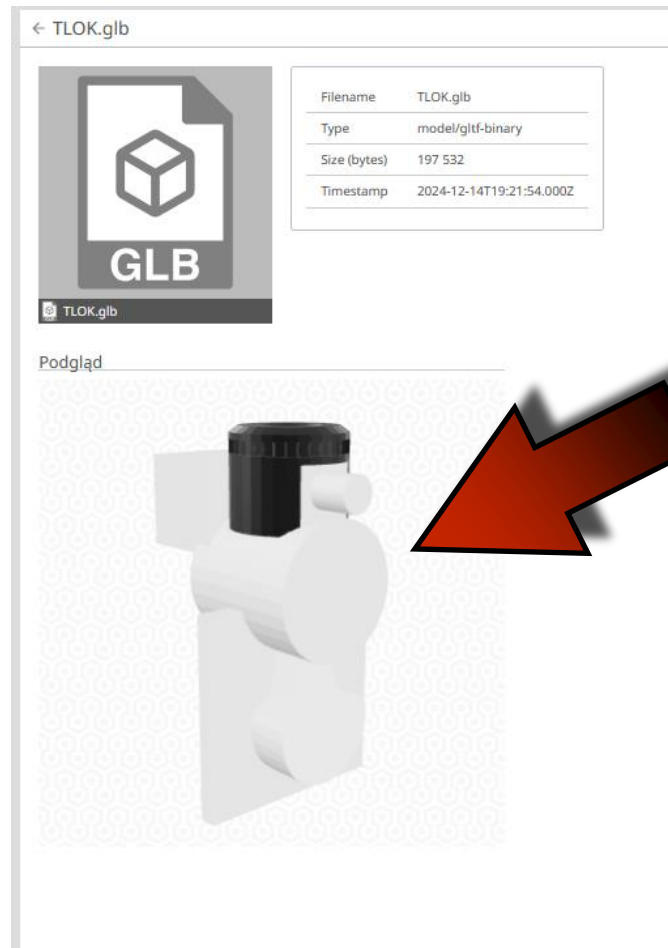 ← TLOK.glb
GLB
TLOK.glb
Filename TLOK.glb
Type model/gltf-binary
Size (bytes) 197 532
Timestamp 2024-12-14T19:21:54.000Z
Podgląd